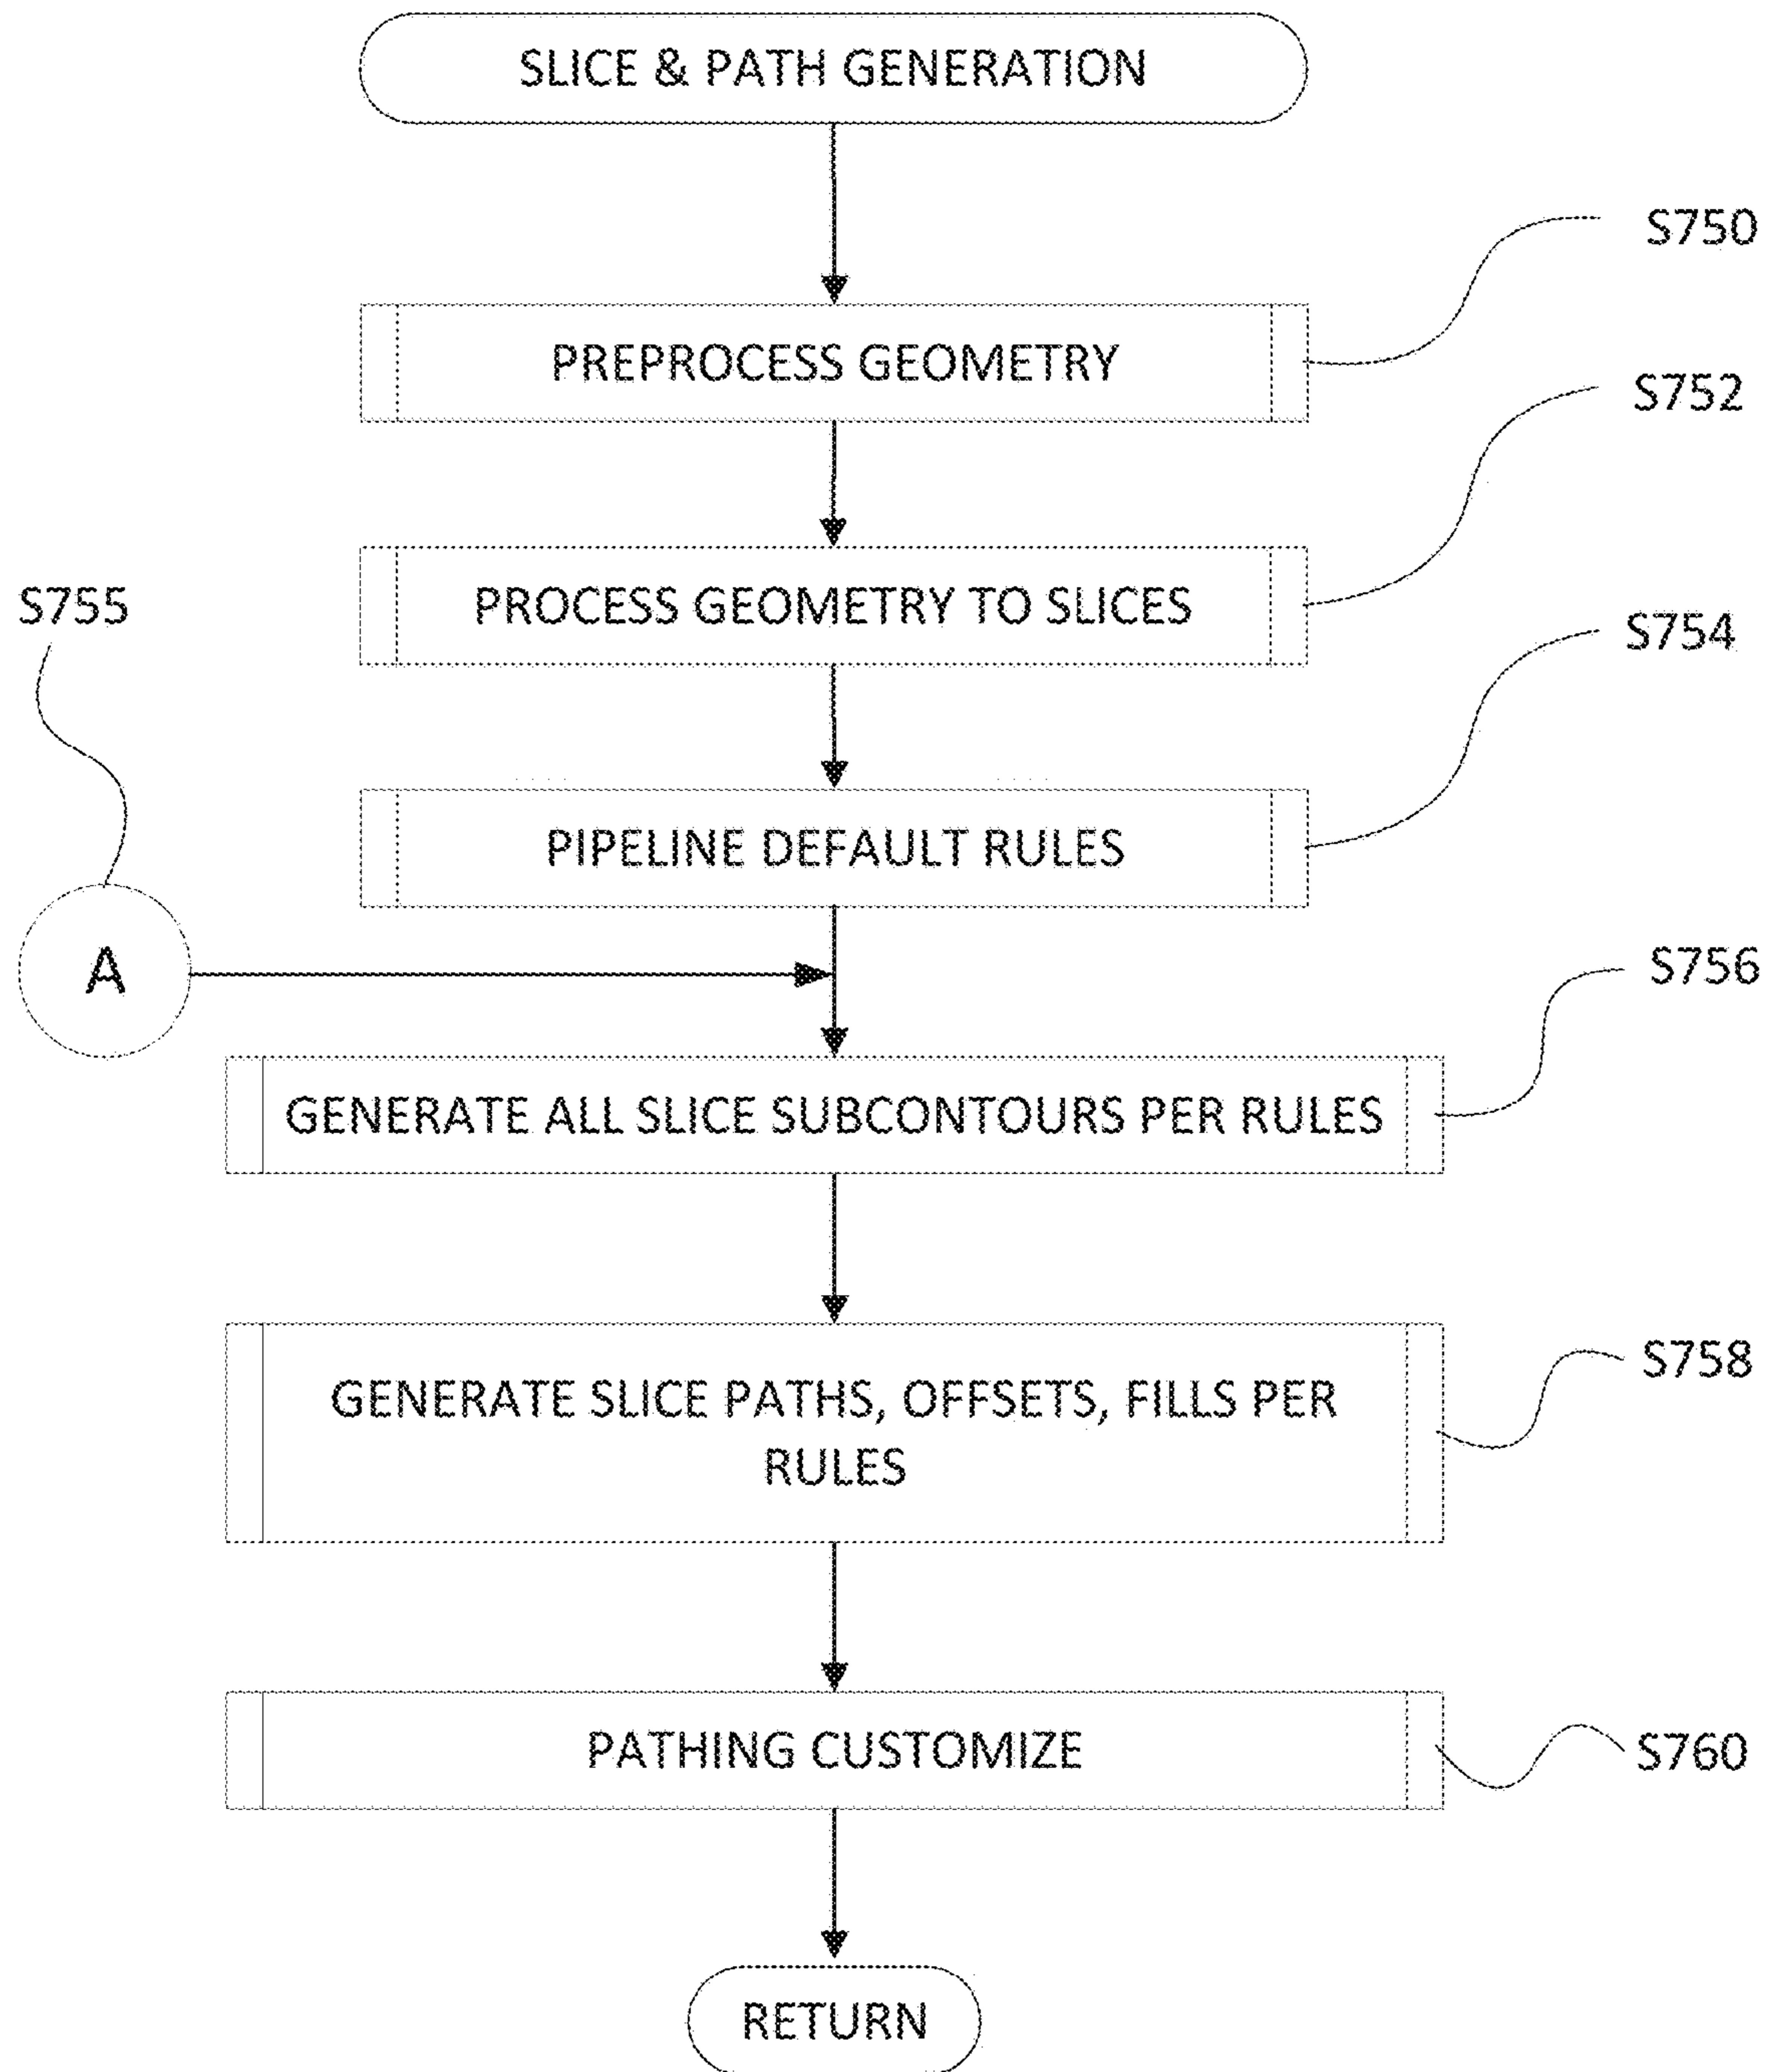 SLICE & PATH GENERATION
S750
PREPROCESS GEOMETRY
S752
PROCESS GEOMETRY TO SLICES
S755
S754
PIPELINE DEFAULT RULES
A
S756
GENERATE ALL SLICE SUBCONTOURS PER RULES
S758
GENERATE SLICE PATHS, OFFSETS, FILLS PER
RULES
PATHING CUSTOMIZE
S760
RETURN